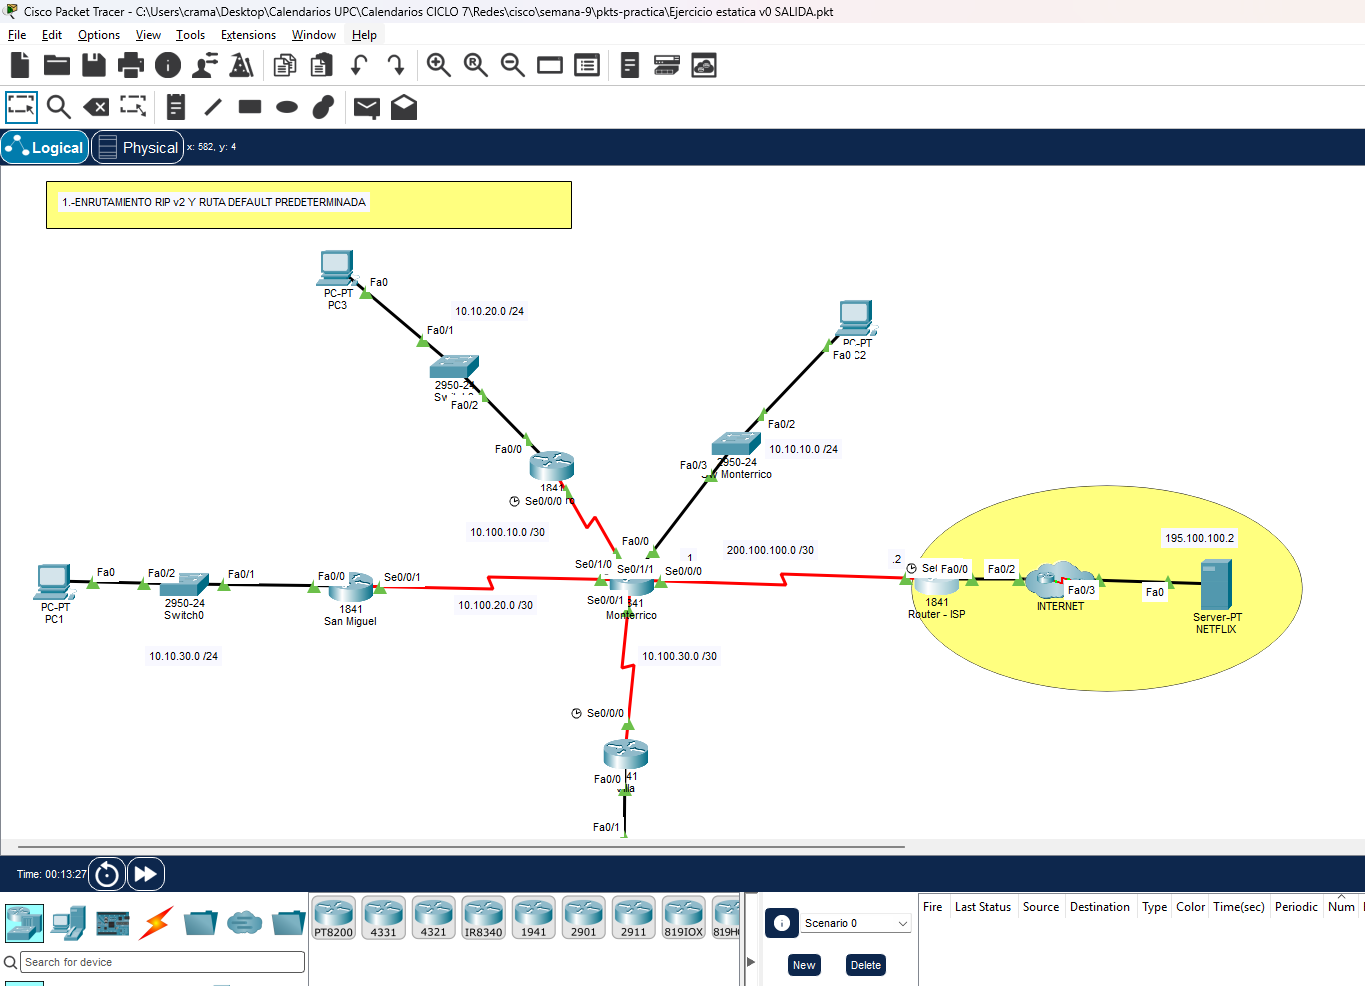 Cisco Packet Tracer - C:\Users\crama\Desktop\Calendarios UPC\Calendarios CICLO 7\Redes\cisco\semana-9\pkts-practica\Ejercicio estatica v0 SALIDA.pkt
File Edit Options View Tools Extensions Window Help
Logical Physical x: 582, y: 4
1.-ENRUTAMIENTO RIP v2 Y RUTA DEFAULT PREDETERMINADA
Fa0
PC-PT
PC3
10.10.20.0 /24
Fa0/1
2950-24
Fa0/2
PC-PT
Fa0
Fa0/2
10.10.10.0 /24
Fa0/0
Fa0/3
2950-24
Monterrico
1841
Se0/0/0
10.100.10.0 /30
Fa0/0
1
200.100.100.0 /30
195.100.100.2
Se0/1/0 Se0/1/1 Se0/0/0
.2
Fa0/0 Fa0/2
Fa0 Fa0/2 Fa0/1 Fa0/0 Se0/0/1
Fa0/3
Fa0
PC-PT
PC1
2950-24
Switch0
1841
San Miguel
10.100.20.0 /30
Se0/0/1
Monterrico
1841
Router - ISP
INTERNET
Server-PT
NETFLIX
10.10.30.0 /24
10.100.30.0 /30
Se0/0/0
Fa0/0
Fa0/1
Time: 00:13:27
PT8200 4331 4321 IR8340 1941 2901 2911 819IOX
Search for device
Scenario 0
New Delete
Fire Last Status Source Destination Type Color Time(sec) Periodic Num